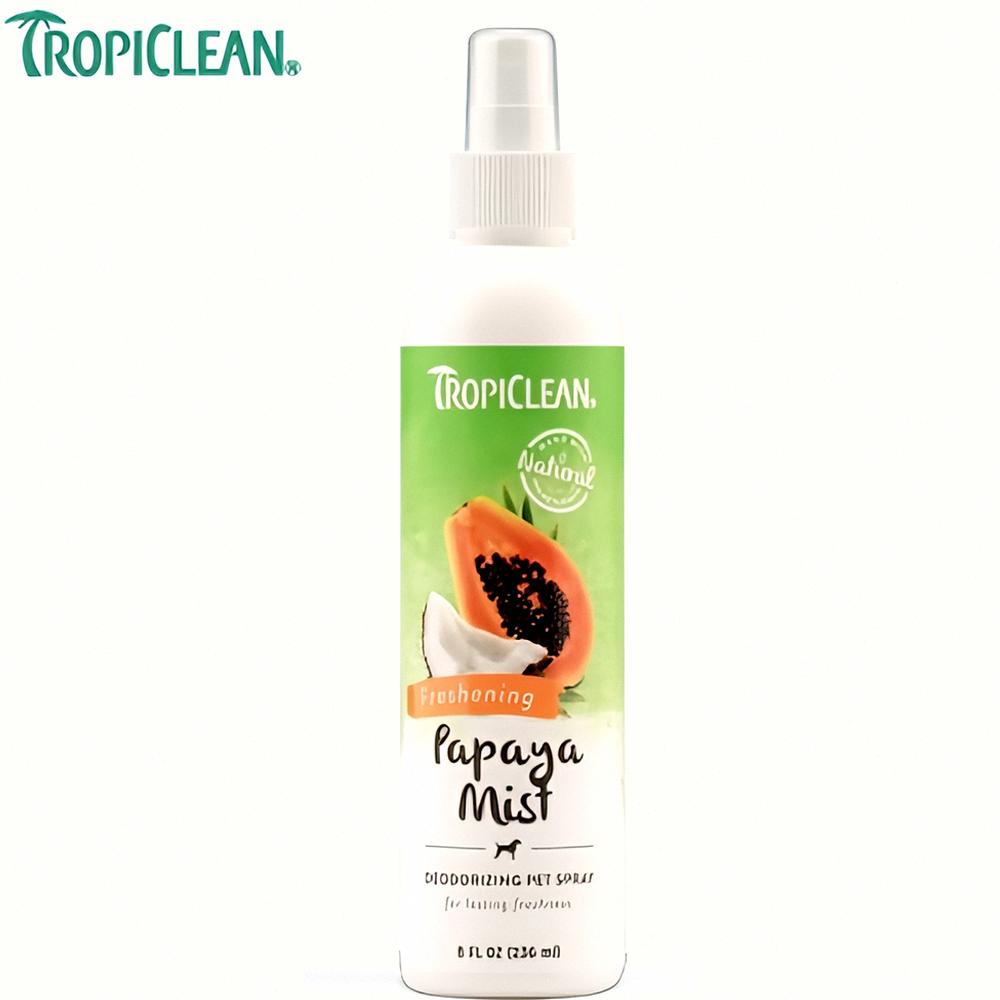 TROPICLEAN®
TROPICLEAN®
Natural
Freshening
Papaya
Mist
DEODORIZING PET SPRAY
for lasting freshness
8 FL OZ (236 ml)